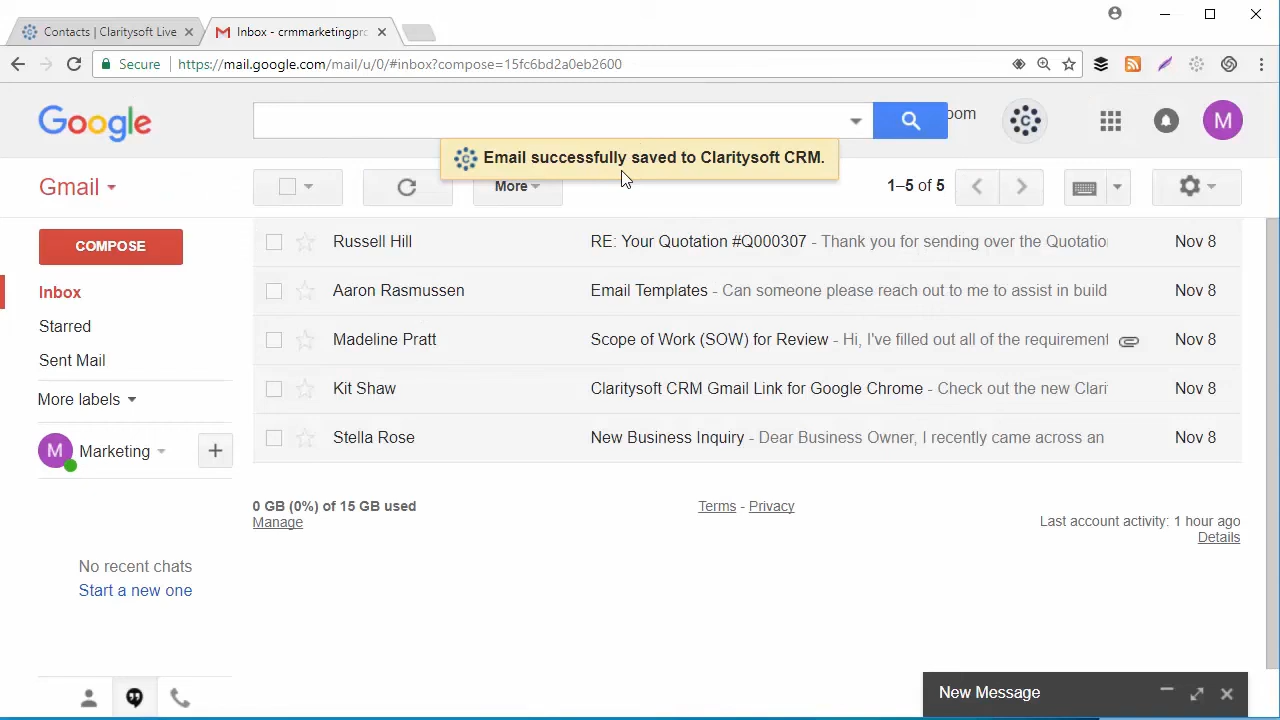 Contacts | Claritysoft Live
Inbox - crmmarketingpro
Secure
https://mail.google.com/mail/u/0/#inbox?compose=15fc6bd2a0eb2600
Google
oom
C
M
Email successfully saved to Claritysoft CRM.
Gmail
More
1–5 of 5
COMPOSE
Inbox
Starred
Sent Mail
More labels
M Marketing
Russell Hill RE: Your Quotation #Q000307 - Thank you for sending over the Quotatio Nov 8
Aaron Rasmussen Email Templates - Can someone please reach out to me to assist in build Nov 8
Madeline Pratt Scope of Work (SOW) for Review - Hi, I've filled out all of the requirement Nov 8
Kit Shaw Claritysoft CRM Gmail Link for Google Chrome - Check out the new Clari Nov 8
Stella Rose New Business Inquiry - Dear Business Owner, I recently came across an Nov 8
0 GB (0%) of 15 GB used
Manage
Terms - Privacy
Last account activity: 1 hour ago
Details
No recent chats
Start a new one
New Message